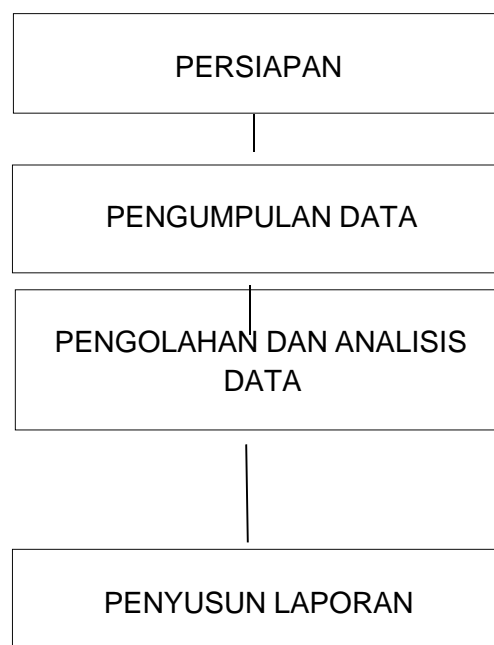 PERSIAPAN
PENGUMPULAN DATA
PENGOLAHAN DAN ANALISIS
DATA
PENYUSUN LAPORAN